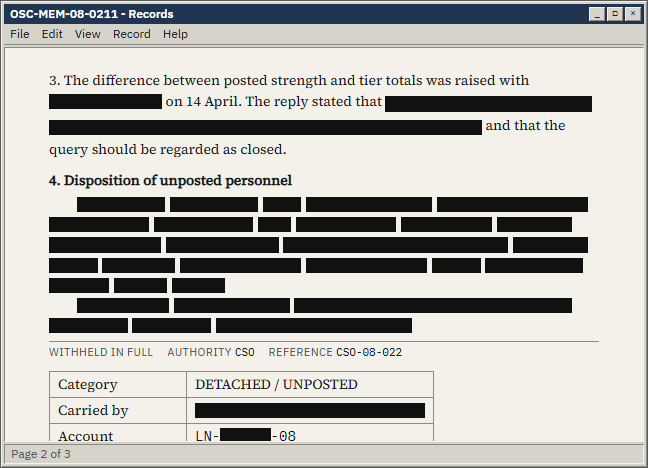 OSC-MEM-08-0211 - Records
File Edit View Record Help
3. The difference between posted strength and tier totals was raised with
on 14 April. The reply stated that
and that the
query should be regarded as closed.
4. Disposition of unposted personnel
WITHHELD IN FULL AUTHORITY CSO REFERENCE CSO-08-022
Category DETACHED / UNPOSTED
Carried by
Account LN- -08
Page 2 of 3